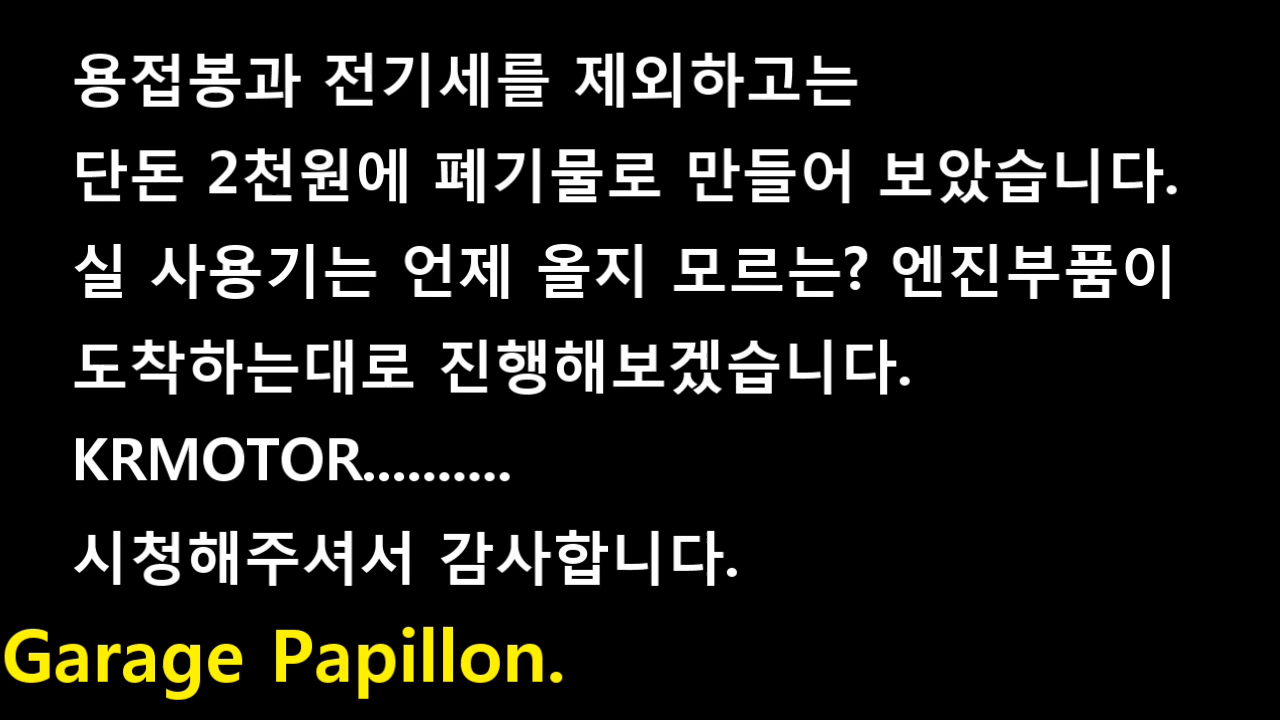 용접봉과 전기세를 제외하고는
단돈 2천원에 폐기물로 만들어 보았습니다.
실 사용기는 언제 올지 모르는? 엔진부품이
도착하는대로 진행해보겠습니다.
KRMOTOR..........
시청해주셔서 감사합니다.
Garage Papillon.